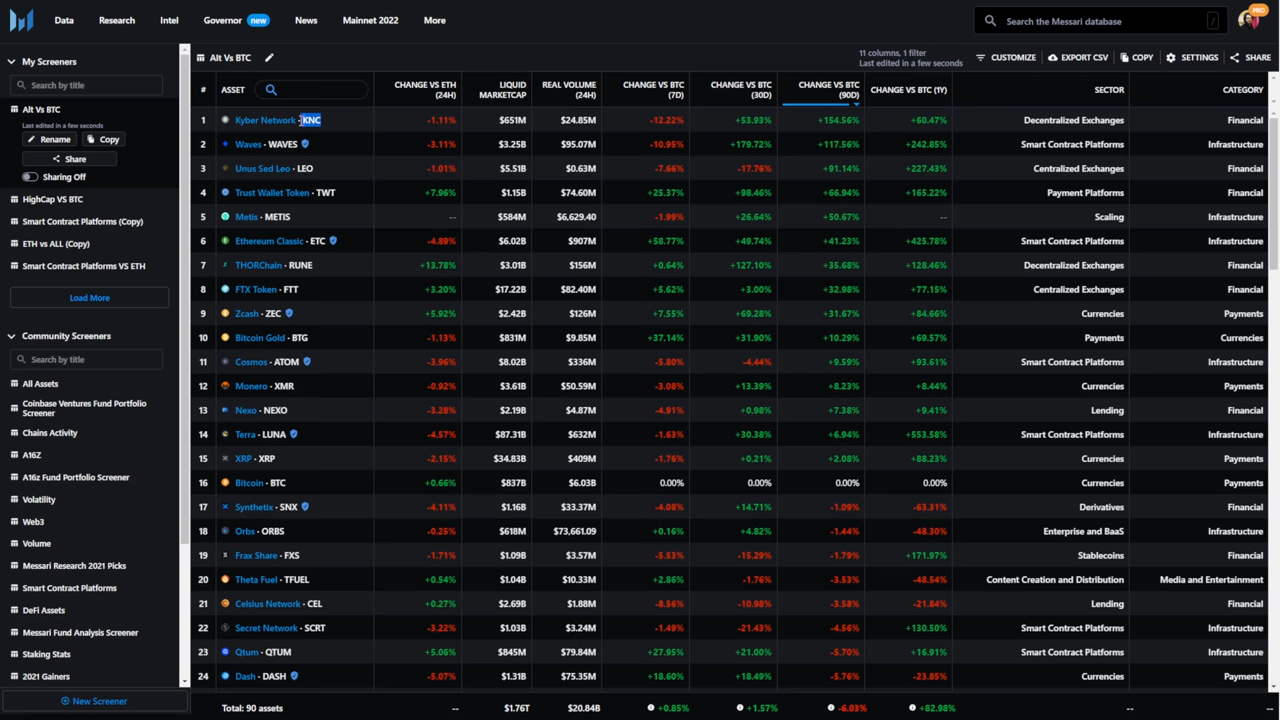 Data Research Intel Governor new News Mainnet 2022 More Search the Messari database / PRO
My Screeners
Search by title
Alt Vs BTC
Last edited in a few seconds
Rename Copy
Share
Sharing Off
HighCap VS BTC
Smart Contract Platforms (Copy)
ETH vs ALL (Copy)
Smart Contract Platforms VS ETH
Load More
Community Screeners
Search by title
All Assets
Coinbase Ventures Fund Portfolio
Screener
Chains Activity
A16Z
A16z Fund Portfolio Screener
Volatility
Web3
Volume
Messari Research 2021 Picks
Smart Contract Platforms
DeFi Assets
Messari Fund Analysis Screener
Staking Stats
2021 Gainers
New Screener
Alt Vs BTC
11 columns, 1 filter
Last edited in a few seconds
CUSTOMIZE EXPORT CSV COPY SETTINGS SHARE
# ASSET CHANGE VS ETH (24H) LIQUID MARKETCAP REAL VOLUME (24H) CHANGE VS BTC (7D) CHANGE VS BTC (30D) CHANGE VS BTC (90D) CHANGE VS BTC (1Y) SECTOR CATEGORY
1 Kyber Network · KNC -1.11% $651M $24.85M -12.22% +53.93% +154.56% +60.47% Decentralized Exchanges Financial
2 Waves · WAVES -3.11% $3.25B $95.07M -10.95% +179.72% +117.56% +242.85% Smart Contract Platforms Infrastructure
3 Unus Sed Leo · LEO -1.01% $5.51B $0.63M -7.66% -17.76% +91.14% +227.43% Centralized Exchanges Financial
4 Trust Wallet Token · TWT +7.96% $1.15B $74.60M +25.37% +98.46% +66.94% +165.22% Payment Platforms Financial
5 Metis · METIS -- $584M $6,629.40 -1.99% +26.64% +50.67% -- Scaling Infrastructure
6 Ethereum Classic · ETC -4.89% $6.02B $907M +58.77% +49.74% +41.23% +425.78% Smart Contract Platforms Infrastructure
7 THORChain · RUNE +13.78% $3.01B $156M +0.64% +127.10% +35.68% +128.46% Decentralized Exchanges Financial
8 FTX Token · FTT +3.20% $17.22B $82.40M +5.62% +3.00% +32.98% +77.15% Centralized Exchanges Financial
9 Zcash · ZEC +5.92% $2.42B $126M +7.55% +69.28% +31.67% +84.66% Currencies Payments
10 Bitcoin Gold · BTG -1.13% $831M $9.85M +37.14% +31.90% +10.29% +69.57% Payments Currencies
11 Cosmos · ATOM -3.96% $8.02B $336M -5.80% -4.44% +9.59% +93.61% Smart Contract Platforms Infrastructure
12 Monero · XMR -0.92% $3.61B $50.59M -3.08% +13.39% +8.23% +8.44% Currencies Payments
13 Nexo · NEXO -3.28% $2.19B $4.87M -4.91% +0.98% +7.38% +9.41% Lending Financial
14 Terra · LUNA -4.57% $87.31B $632M -1.63% +30.38% +6.94% +553.58% Smart Contract Platforms Infrastructure
15 XRP · XRP -2.15% $34.83B $409M -1.76% +0.21% +2.08% +88.23% Currencies Payments
16 Bitcoin · BTC +0.66% $837B $6.03B 0.00% 0.00% 0.00% 0.00% Currencies Payments
17 Synthetix · SNX -4.11% $1.16B $33.37M -4.08% +14.71% -1.09% -63.31% Derivatives Financial
18 Orbs · ORBS -0.25% $618M $73,661.09 +0.16% +4.82% -1.44% -48.30% Enterprise and BaaS Infrastructure
19 Frax Share · FXS -1.71% $1.09B $3.57M -5.53% -15.29% -1.79% +171.97% Stablecoins Financial
20 Theta Fuel · TFUEL +0.54% $1.04B $10.33M +2.86% -1.76% -3.53% -48.54% Content Creation and Distribution Media and Entertainment
21 Celsius Network · CEL +0.27% $2.69B $1.88M -8.56% -10.98% -3.58% -21.84% Lending Financial
22 Secret Network · SCRT -3.22% $1.03B $3.24M -1.49% -21.43% -4.56% +130.50% Smart Contract Platforms Infrastructure
23 Qtum · QTUM +5.06% $845M $79.84M +27.95% +21.00% -5.70% +16.91% Smart Contract Platforms Infrastructure
24 Dash · DASH -5.07% $1.31B $75.35M +18.60% +18.49% -5.76% -23.85% Currencies Payments
Total: 90 assets -- $1.76T $20.84B +0.85% +1.57% -6.03% +82.98% -- --